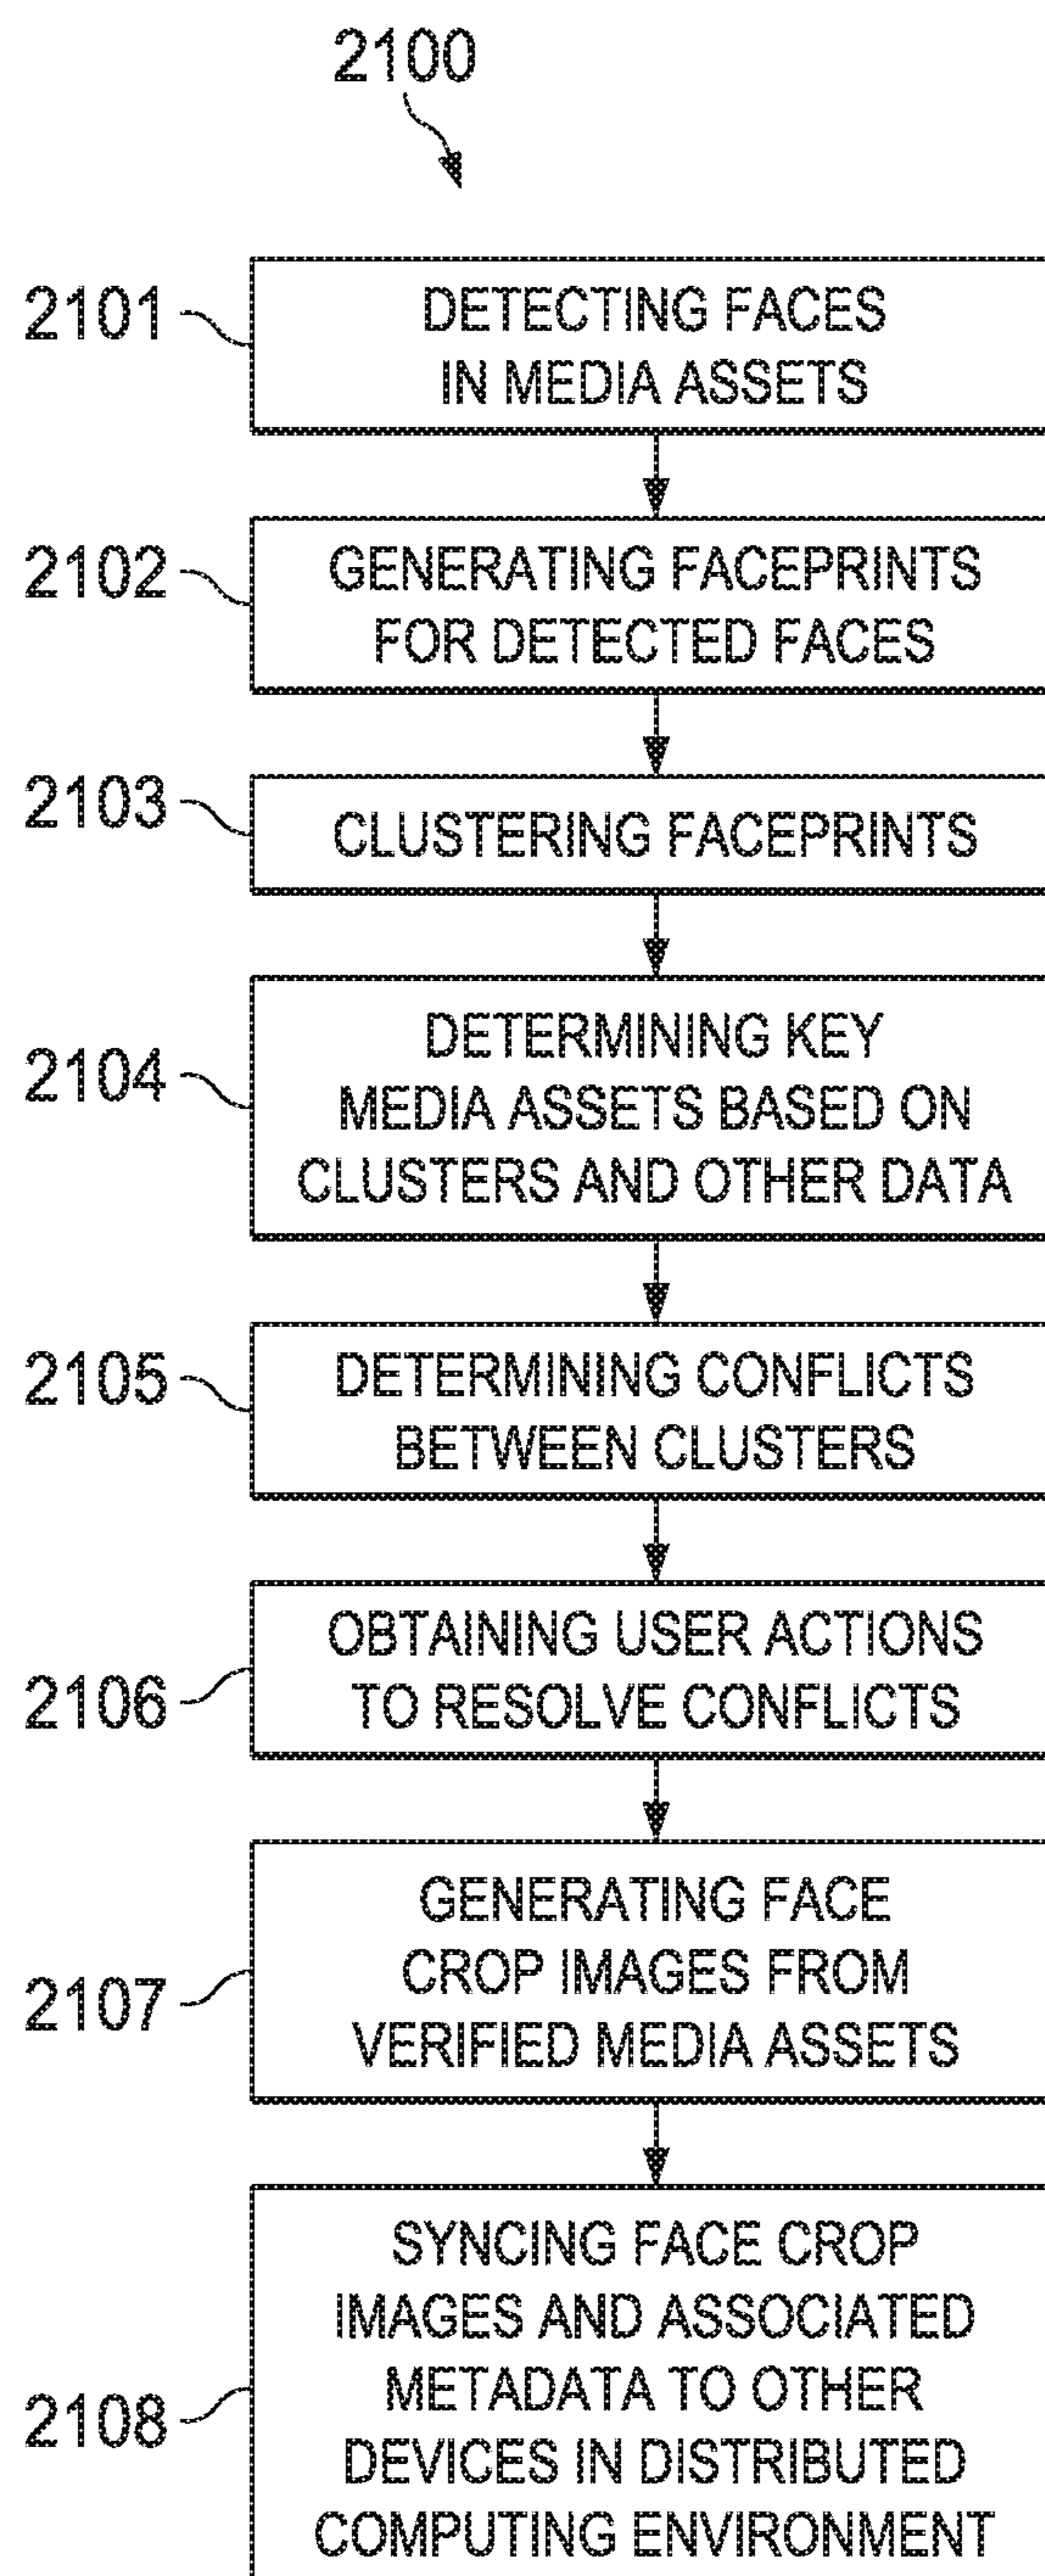 2100
2101
DETECTING FACES
IN MEDIA ASSETS
2102
GENERATING FACEPRINTS
FOR DETECTED FACES
2103
CLUSTERING FACEPRINTS
2104
DETERMINING KEY
MEDIA ASSETS BASED ON
CLUSTERS AND OTHER DATA
2105
DETERMINING CONFLICTS
BETWEEN CLUSTERS
2106
OBTAINING USER ACTIONS
TO RESOLVE CONFLICTS
2107
GENERATING FACE
CROP IMAGES FROM
VERIFIED MEDIA ASSETS
2108
SYNCING FACE CROP
IMAGES AND ASSOCIATED
METADATA TO OTHER
DEVICES IN DISTRIBUTED
COMPUTING ENVIRONMENT